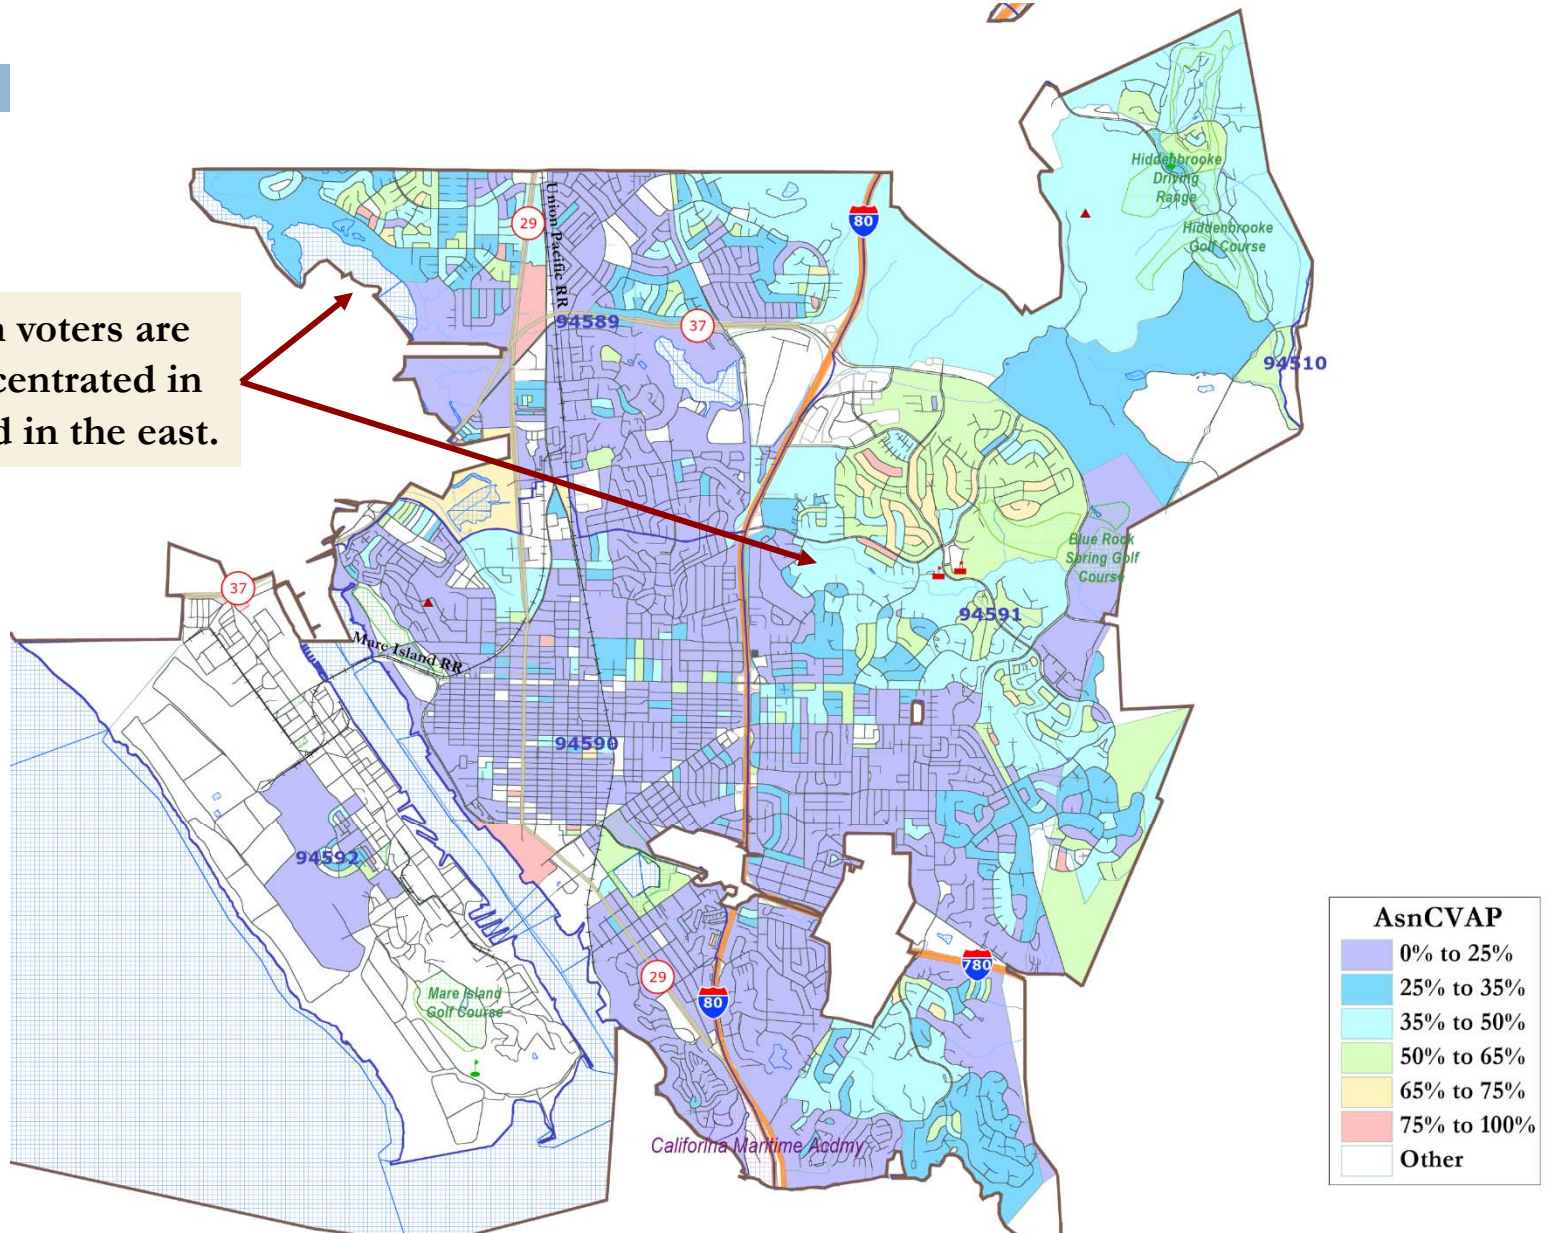 voters are
centrated in
in the east.
29
Union Pacific RR
80
Hiddenbrooke
Driving
Range
Hiddenbrooke
Golf Course
94589
37
94510
Blue Rock
Spring Golf
Course
37
94591
Mare Island RR
94590
94592
Mare Island
Golf Course
29
80
780
Califorina Maritime Acdmy
AsnCVAP
0% to 25%
25% to 35%
35% to 50%
50% to 65%
65% to 75%
75% to 100%
Other